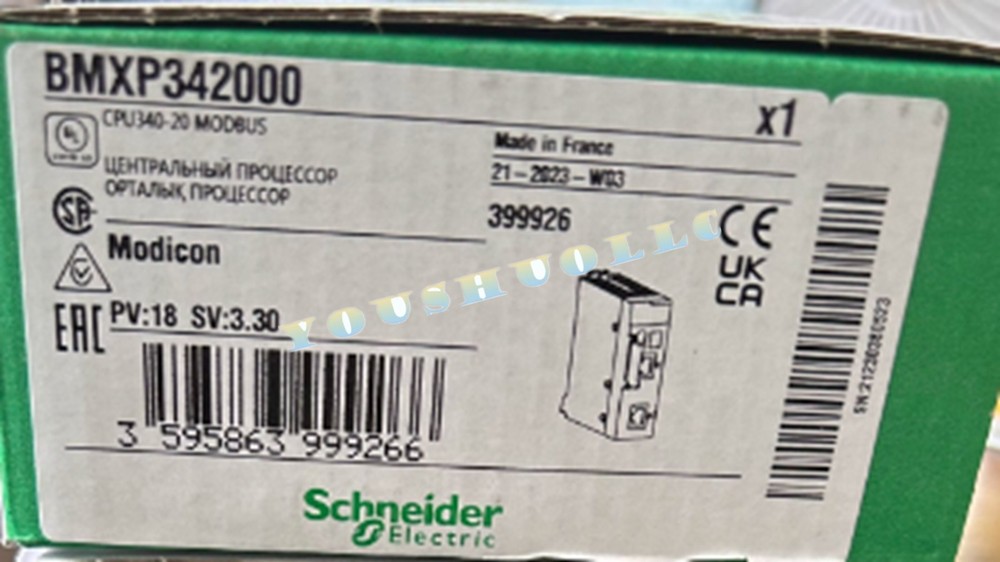 BMXP342000
x1
CPU340-20 MODBUS
ЦЕНТРАЛЬНЫЙ ПРОЦЕССОР
ОРТАЛЫҚ ПРОЦЕССОР
Made in France
21-2023-W03
399926
Modicon
PV:18 SV:3.30
EAC
CE
UK
CA
YOUSHUOLLC
3 595863 999266
Schneider
Electric